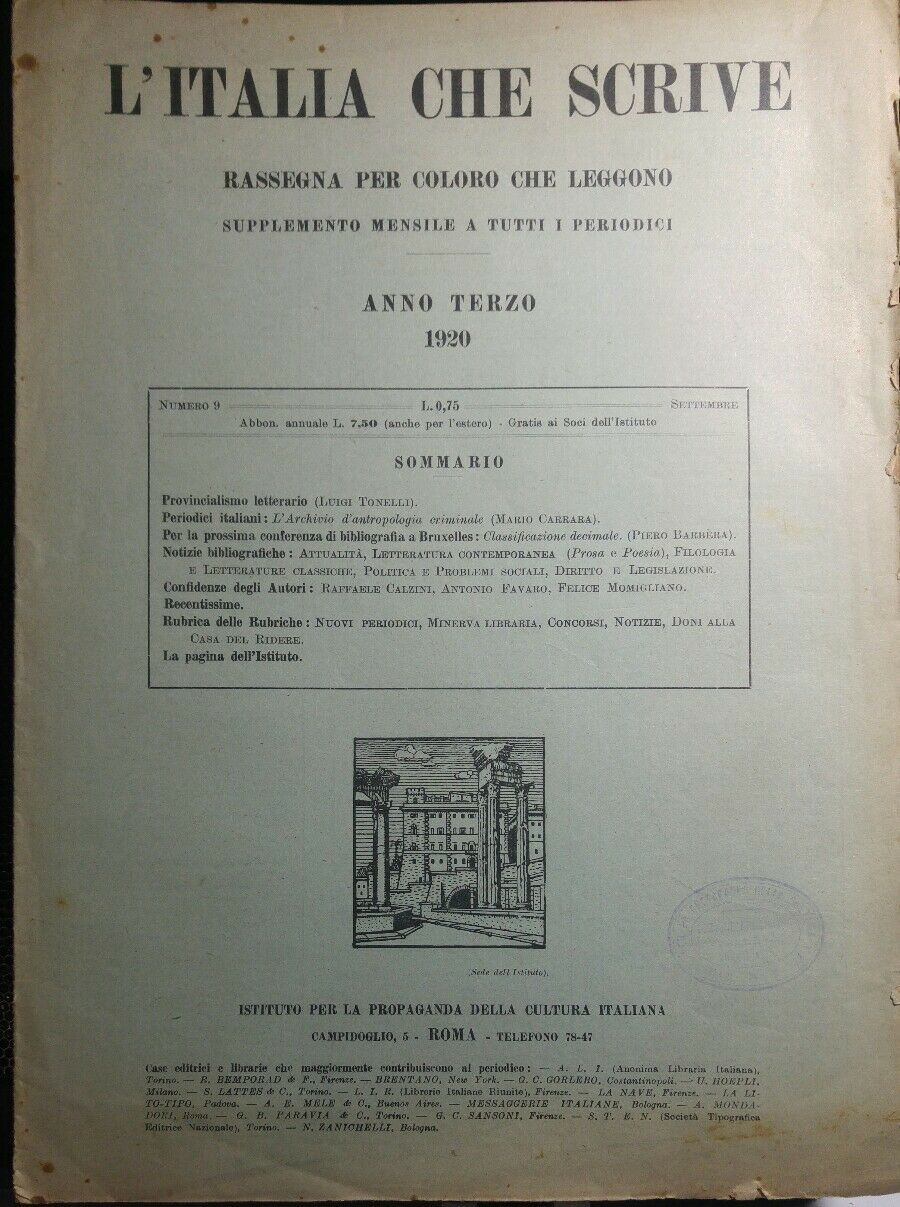 L'ITALIA CHE SCRIVE
RASSEGNA PER COLORO CHE LEGGONO
SUPPLEMENTO MENSILE A TUTTI I PERIODICI
ANNO TERZO
1920
NUMERO 9 L. 0,75 SETTEMBRE
Abbon. annuale L. 7,50 (anche per l'estero) - Gratis ai Soci dell'Istituto
SOMMARIO
Provincialismo letterario (LUIGI TONELLI).
Periodici italiani: L'Archivio d'antropologia criminale (MARIO CARRARA).
Per la prossima conferenza di bibliografia a Bruxelles: Classificazione decimale. (PIERO BARBÈRA).
Notizie bibliografiche: ATTUALITÀ, LETTERATURA CONTEMPORANEA (Prosa e Poesia), FILOLOGIA
E LETTERATURE CLASSICHE, POLITICA E PROBLEMI SOCIALI, DIRITTO E LEGISLAZIONE.
Confidenze degli Autori: RAFFAELE CALZINI, ANTONIO FAVARO, FELICE MOMIGLIANO.
Recentissime.
Rubrica delle Rubriche: NUOVI PERIODICI, MINERVA LIBRARIA, CONCORSI, NOTIZIE, DONI ALLA
CASA DEL RIDERE.
La pagina dell'Istituto.
(Sede dell'Istituto).
ISTITUTO PER LA PROPAGANDA DELLA CULTURA ITALIANA
CAMPIDOGLIO, 5 - ROMA - TELEFONO 78-47
Case editrici e librarie che maggiormente contribuiscono al periodico: — A. L. I. (Anonima Libraria Italiana),
Torino. — R. BEMPORAD & F., Firenze. — BRENTANO, New York. — G. C. GORLERO, Costantinopoli. — U. HOEPLI,
Milano. — S. LATTES & C., Torino. — L. I. R. (Librerie Italiane Riunite), Firenze. — LA NAVE, Firenze. — LA LI-
TO-TIPO, Padova. — A. E. MELE & C., Buenos Aires. — MESSAGGERIE ITALIANE, Bologna. — A. MONDA-
DORI, Roma. — G. B. PARAVIA & C., Torino. — G. C. SANSONI, Firenze. — S. T. E. N. (Società Tipografica
Editrice Nazionale), Torino. — N. ZANICHELLI, Bologna.